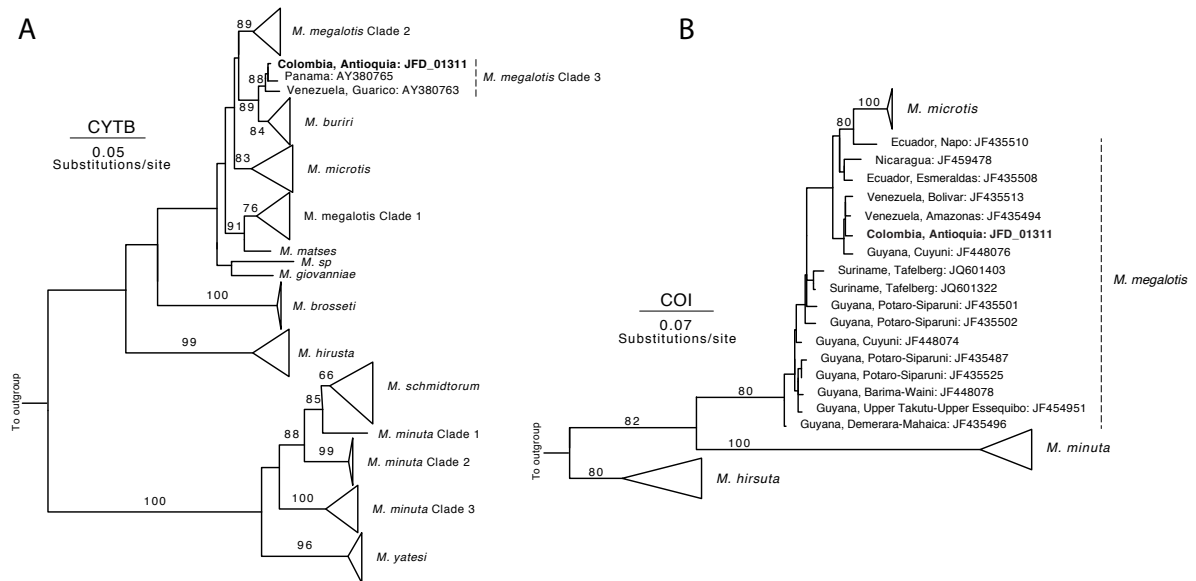 A
89
M. megalotis Clade 2
Colombia, Antioquia: JFD_01311
88
Panama: AY380765
M. megalotis Clade 3
Venezuela, Guarico: AY380763
89
84
M. buriri
CYTB
0.05
Substitutions/site
83
M. microtis
76
M. megalotis Clade 1
91
M. matses
M. sp
M. giovanniae
100
M. brosseti
99
M. hirusta
66
M. schmidtorum
85
To outgroup
M. minuta Clade 1
88
99
M. minuta Clade 2
100
M. minuta Clade 3
100
96
M. yatesi
B
100
M. microtis
80
Ecuador, Napo: JF435510
Nicaragua: JF459478
Ecuador, Esmeraldas: JF435508
Venezuela, Bolivar: JF435513
Venezuela, Amazonas: JF435494
Colombia, Antioquia: JFD_01311
Guyana, Cuyuni: JF448076
Suriname, Tafelberg: JQ601403
M. megalotis
Suriname, Tafelberg: JQ601322
COI
0.07
Substitutions/site
Guyana, Potaro-Siparuni: JF435501
Guyana, Potaro-Siparuni: JF435502
Guyana, Cuyuni: JF448074
Guyana, Potaro-Siparuni: JF435487
Guyana, Potaro-Siparuni: JF435525
Guyana, Barima-Waini: JF448078
Guyana, Upper Takutu-Upper Essequibo: JF454951
Guyana, Demerara-Mahaica: JF435496
80
82
100
M. minuta
To outgroup
80
M. hirsuta